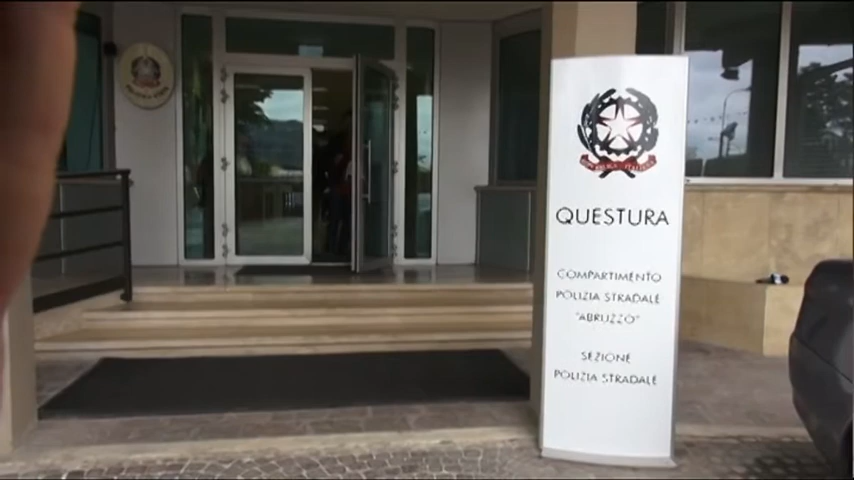 QUESTURA
COMPARTIMENTO
POLIZIA STRADALE
"ABRUZZO"
SEZIONE
POLIZIA STRADALE